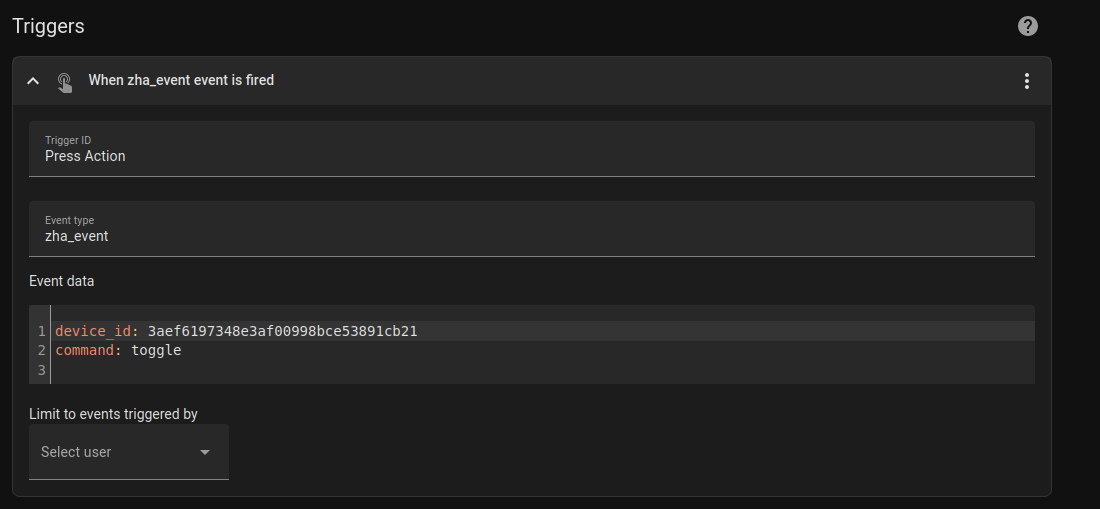 Triggers
When zha_event event is fired
Trigger ID
Press Action
Event type
zha_event
Event data
1 device_id: 3aef6197348e3af00998bce53891cb21
2 command: toggle
3
Limit to events triggered by
Select user